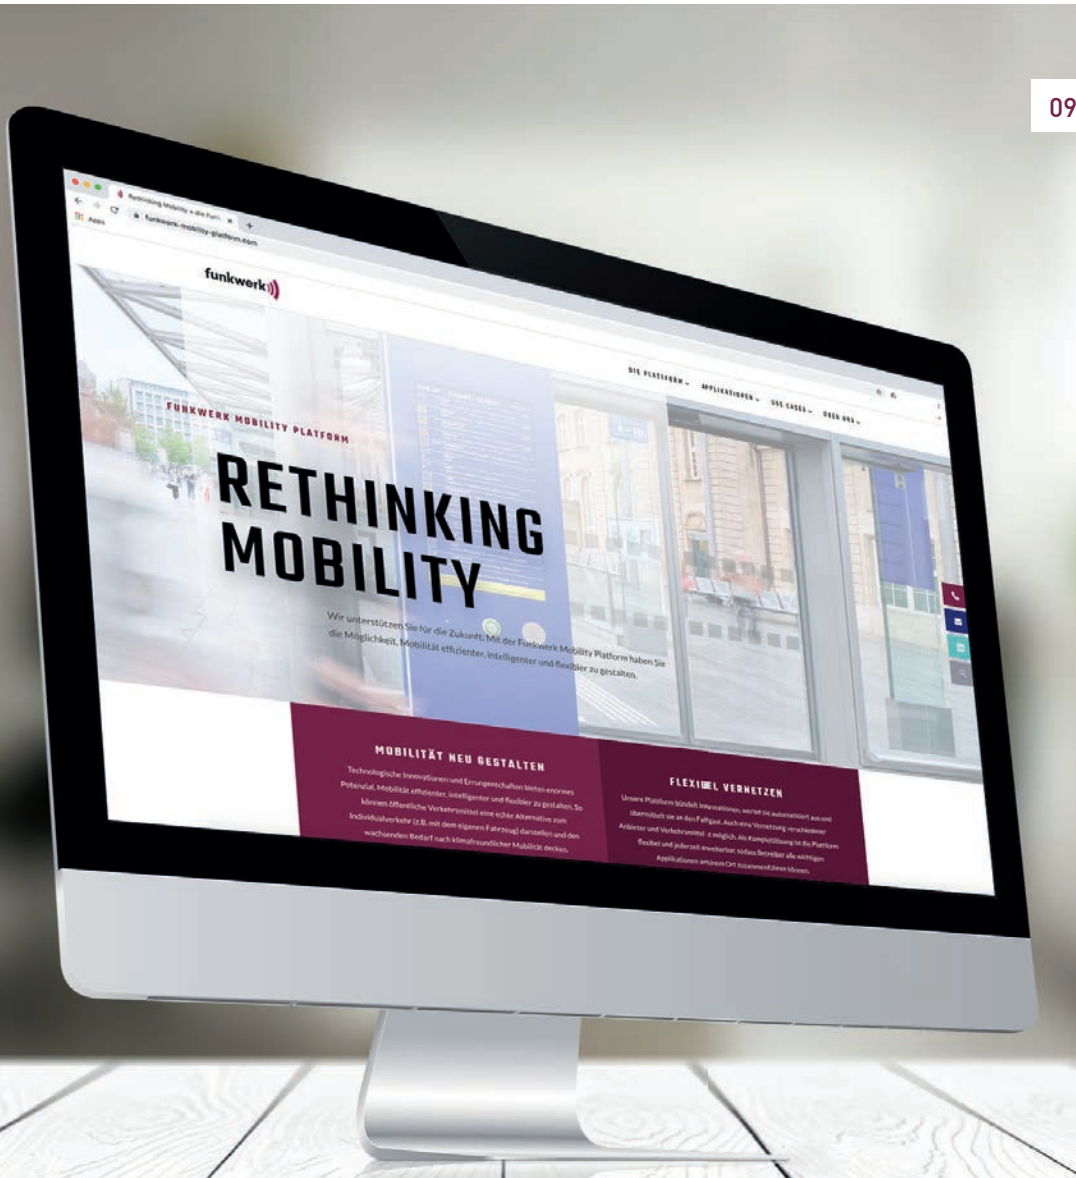 09
Rethinking Mobility » die Funk
funkwerk-mobility-platform.com
Apps
funkwerk
DIE PLATTFORM
APPLIKATIONEN
USE CASES
ÜBER UNS
FUNKWERK MOBILITY PLATFORM
RETHINKING
MOBILITY
Wir unterstützen Sie für die Zukunft: Mit der Funkwerk Mobility Platform haben Sie
die Möglichkeit, Mobilität effizienter, intelligenter und flexibler zu gestalten.
MOBILITÄT NEU GESTALTEN
Technologische Innovationen und Errungenschaften bieten enormes
Potenzial, Mobilität effizienter, intelligenter und flexibler zu gestalten. So
können öffentliche Verkehrsmittel eine echte Alternative zum
Individualverkehr (z.B. mit dem eigenen Fahrzeug) darstellen und den
wachsenden Bedarf nach klimafreundlicher Mobilität decken.
FLEXIBEL VERNETZEN
Unsere Plattform bündelt Informationen, wertet sie automatisiert aus und
übermittelt sie an den Fahrgast. Auch eine Vernetzung verschiedener
Anbieter und Verkehrsmittel ist möglich. Als Komplettlösung ist die Plattform
flexibel und jederzeit erweiterbar, sodass Betreiber alle wichtigen
Applikationen an einem Ort zusammenführen können.